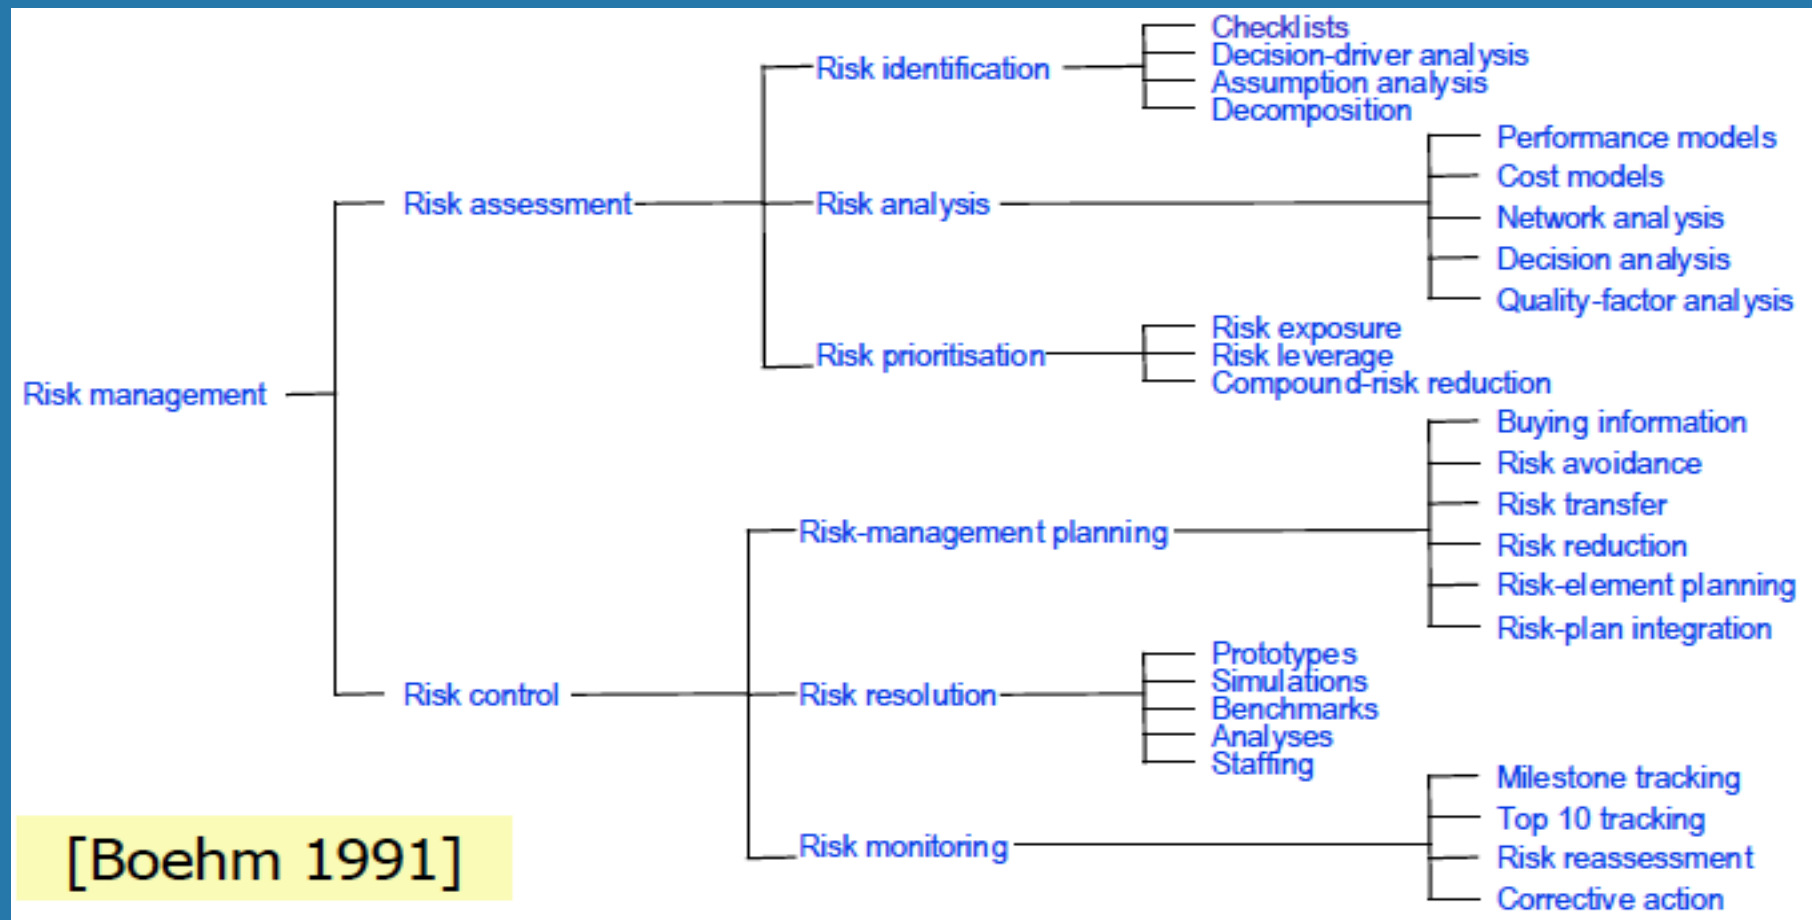 Risk management
Risk assessment
Risk identification
Checklists
Decision-driver analysis
Assumption analysis
Decomposition
Risk analysis
Performance models
Cost models
Network analysis
Decision analysis
Quality-factor analysis
Risk prioritisation
Risk exposure
Risk leverage
Compound-risk reduction
Risk control
Risk-management planning
Buying information
Risk avoidance
Risk transfer
Risk reduction
Risk-element planning
Risk-plan integration
Risk resolution
Prototypes
Simulations
Benchmarks
Analyses
Staffing
Risk monitoring
Milestone tracking
Top 10 tracking
Risk reassessment
Corrective action
[Boehm 1991]